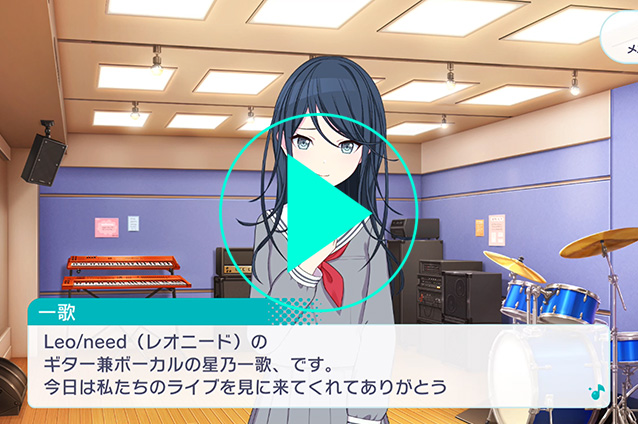 一歌
Leo/need（レオニード）の
ギター兼ボーカルの星乃一歌、です。
今日は私たちのライブを見に来てくれてありがとう